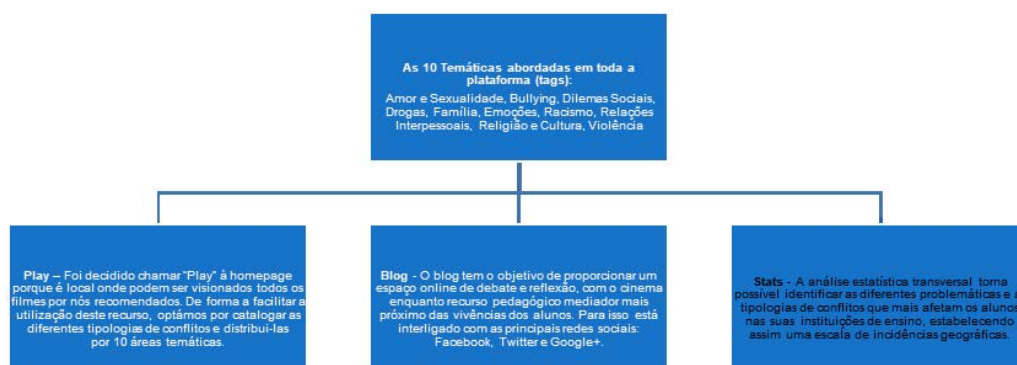 As 10 Temáticas abordadas em toda a
plataforma (tags):
Amor e Sexualidade, Bullying, Dilemas Sociais,
Drogas, Família, Emoções, Racismo, Relações
Interpessoais, Religião e Cultura, Violência
Play – Foi decidido chamar "Play" à homepage
porque é local onde podem ser visionados todos os
filmes por nós recomendados. De forma a facilitar a
utilização deste recurso, optámos por catalogar as
diferentes tipologias de conflitos e distribui-las
por 10 áreas temáticas.
Blog - O blog tem o objetivo de proporcionar um
espaço online de debate e reflexão, com o cinema
enquanto recurso pedagógico mediador mais
próximo das vivências dos alunos. Para isso está
interligado com as principais redes sociais:
Facebook, Twitter e Google+.
Stats - A análise estatística transversal torna
possível identificar as diferentes problemáticas e
tipologias de conflitos que mais afetam os alunos
nas suas instituições de ensino, estabelecendo
assim uma escala de incidências geográficas.